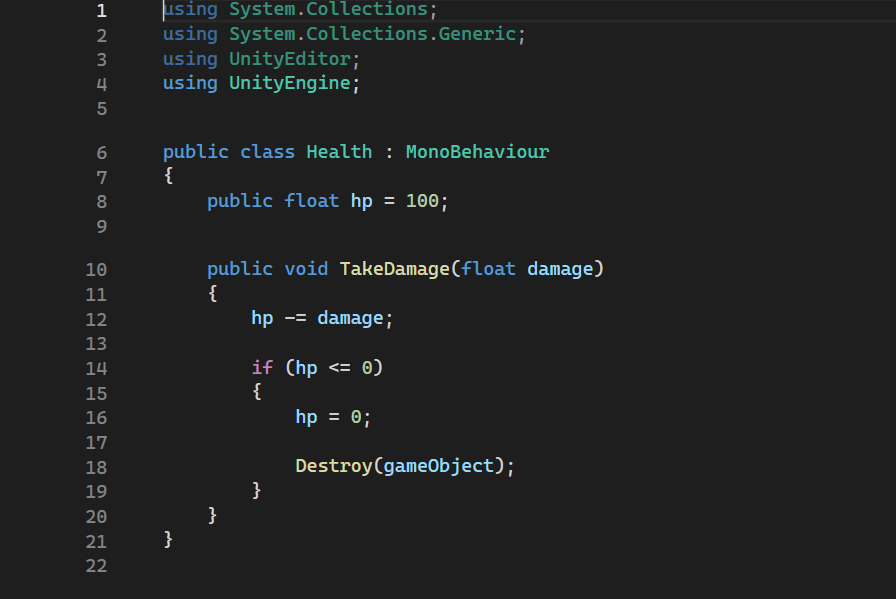 1 using System.Collections;
2 using System.Collections.Generic;
3 using UnityEditor;
4 using UnityEngine;
5
6 public class Health : MonoBehaviour
7 {
8     public float hp = 100;
9
10     public void TakeDamage(float damage)
11     {
12         hp -= damage;
13
14         if (hp <= 0)
15         {
16             hp = 0;
17
18             Destroy(gameObject);
19         }
20     }
21 }
22